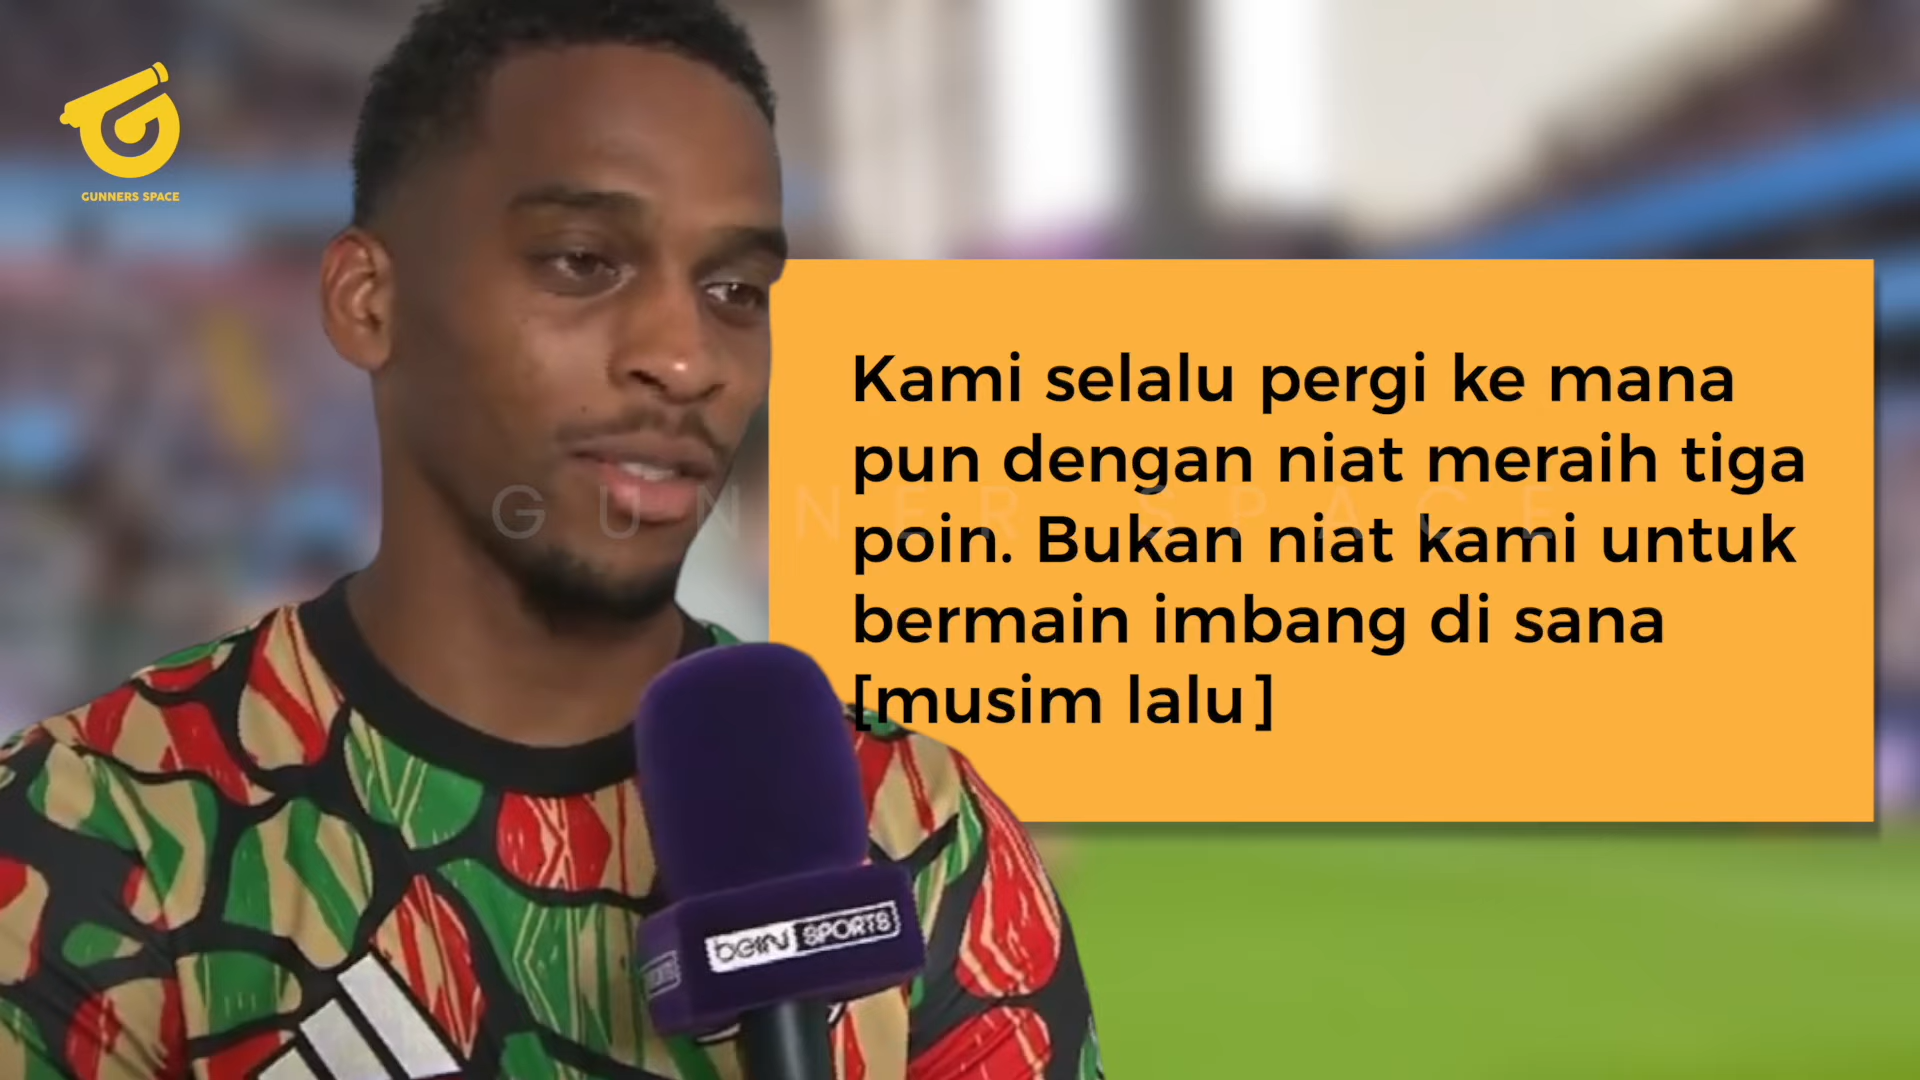 GUNNERS SPACE
Kami selalu pergi ke mana
pun dengan niat meraih tiga
poin. Bukan niat kami untuk
bermain imbang di sana
[musim lalu]
GUNNER SPACE
beIN SPORTS